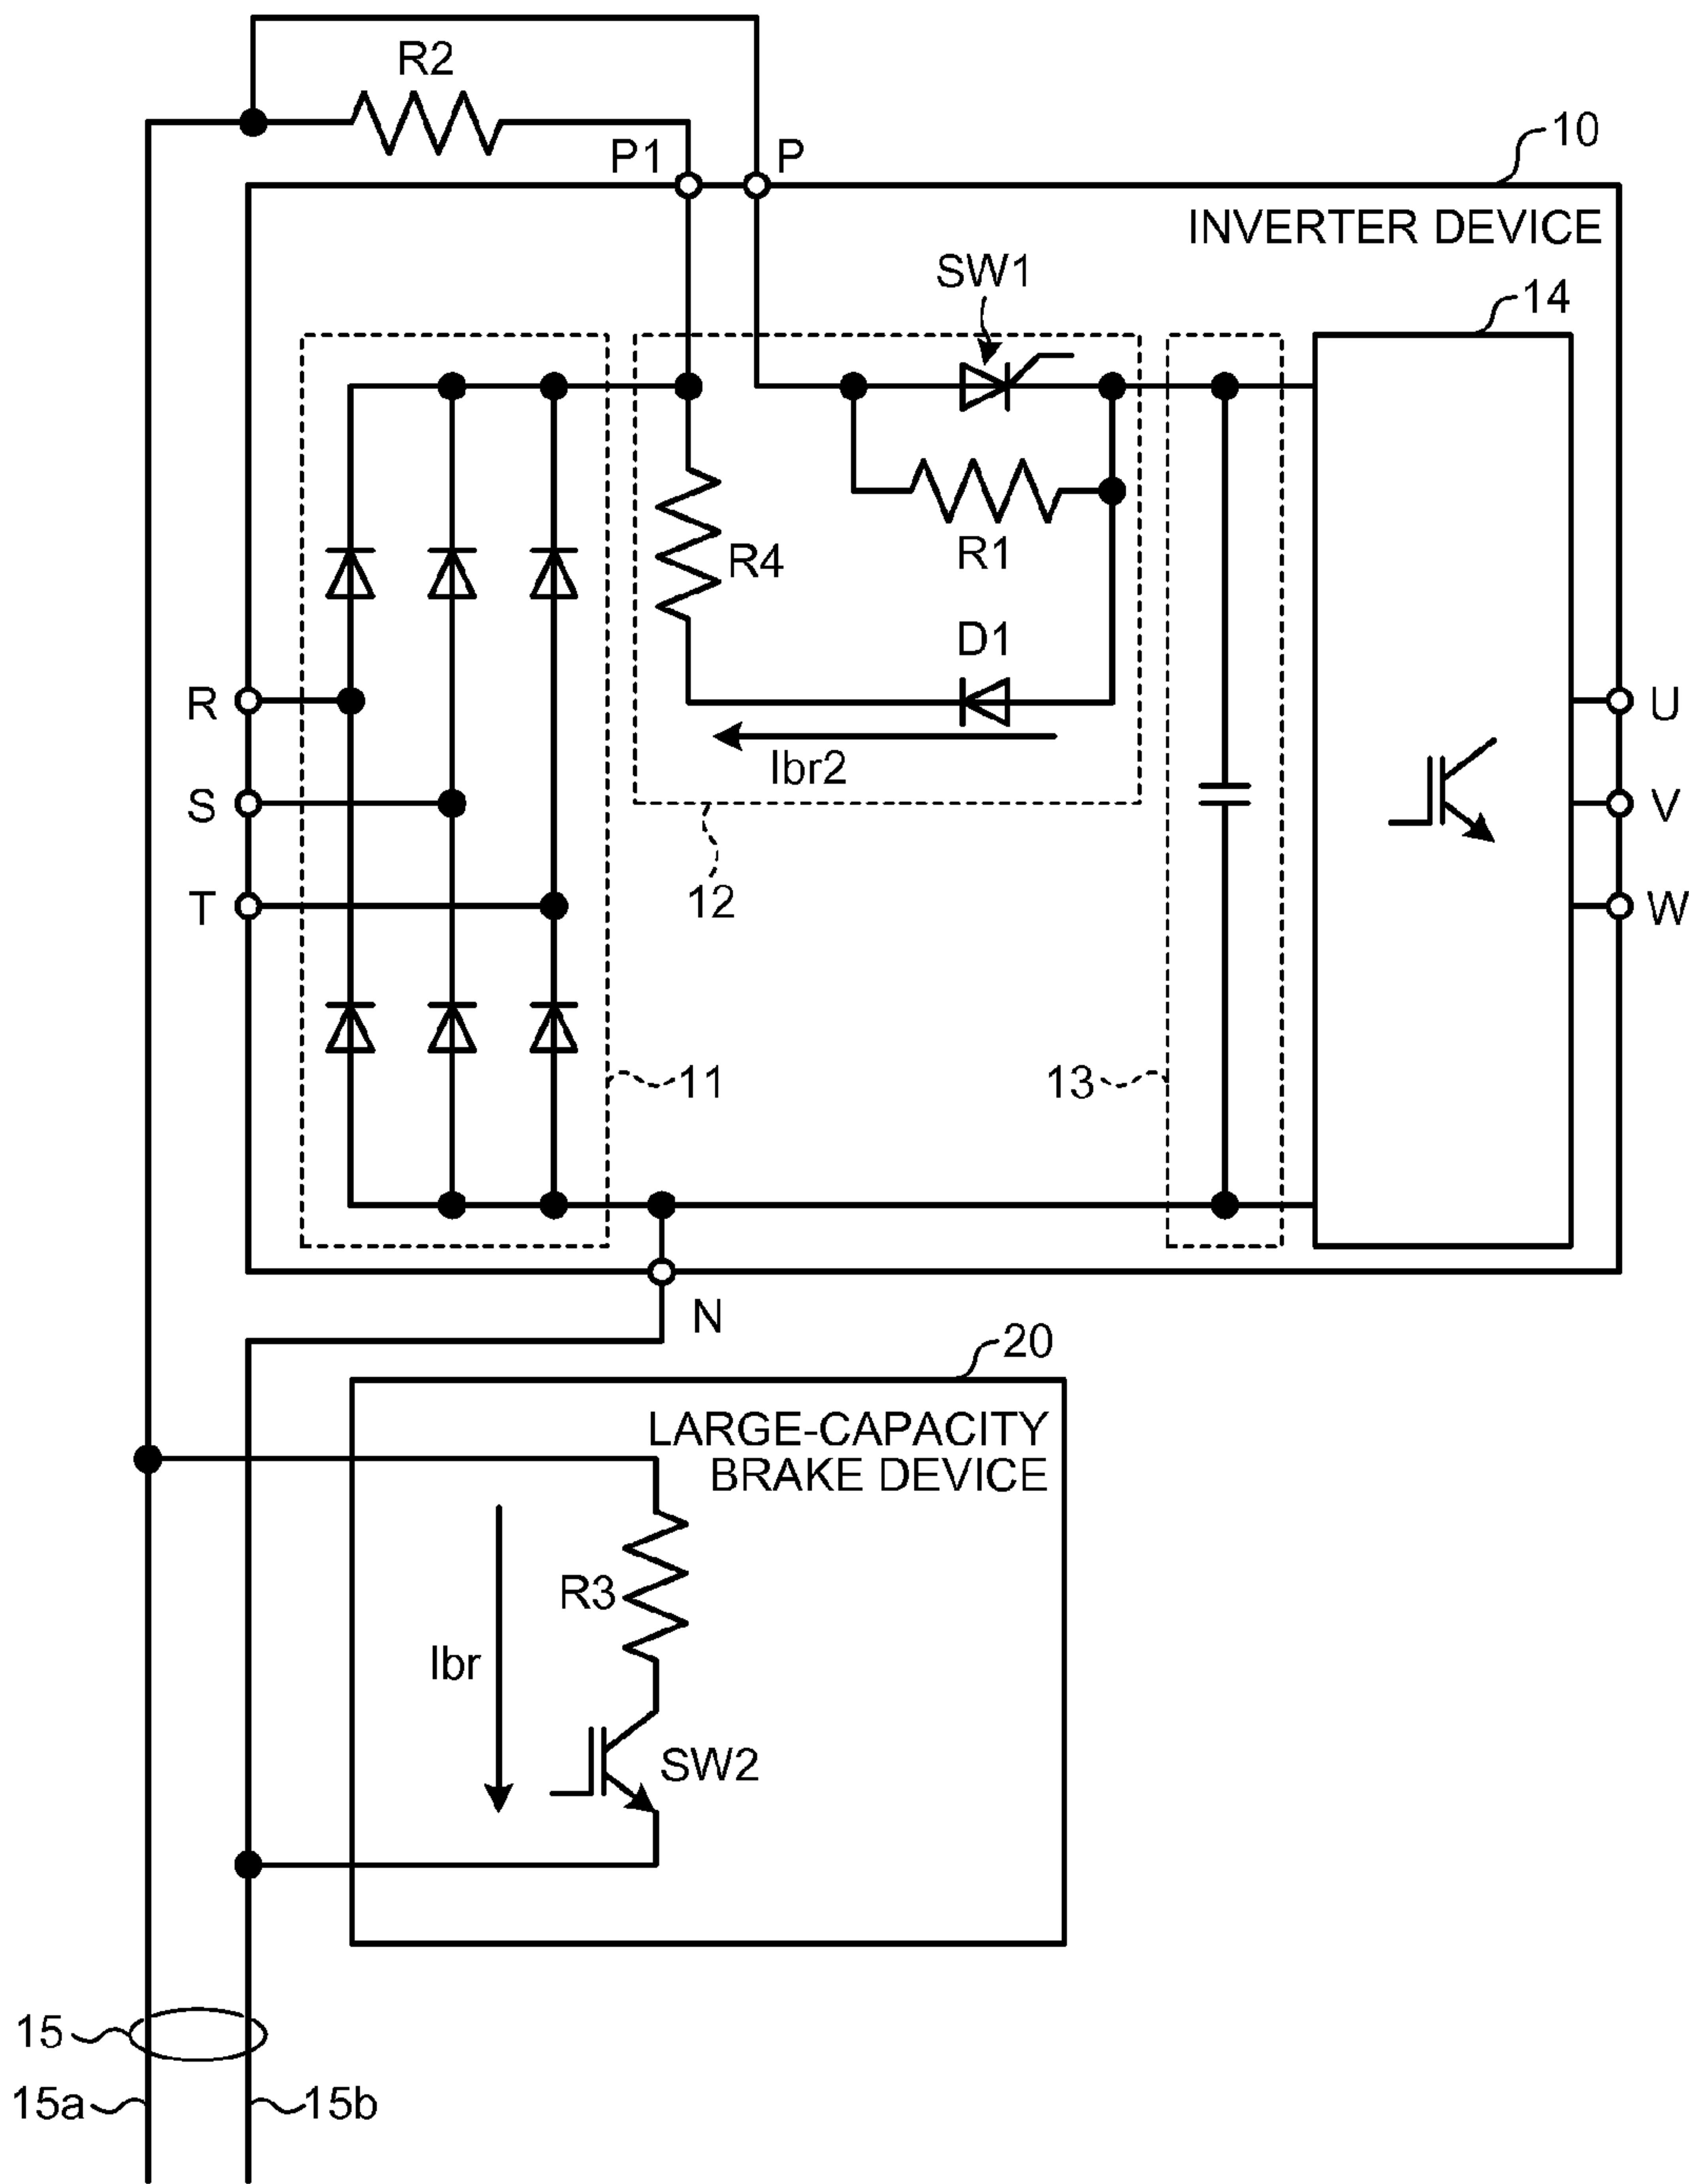 R2
P1
P
10
INVERTER DEVICE
SW1
14
R1
R4
D1
R
U
Ibr2
S
V
12
T
W
11
13
N
20
LARGE-CAPACITY
BRAKE DEVICE
R3
Ibr
SW2
15
15a
15b